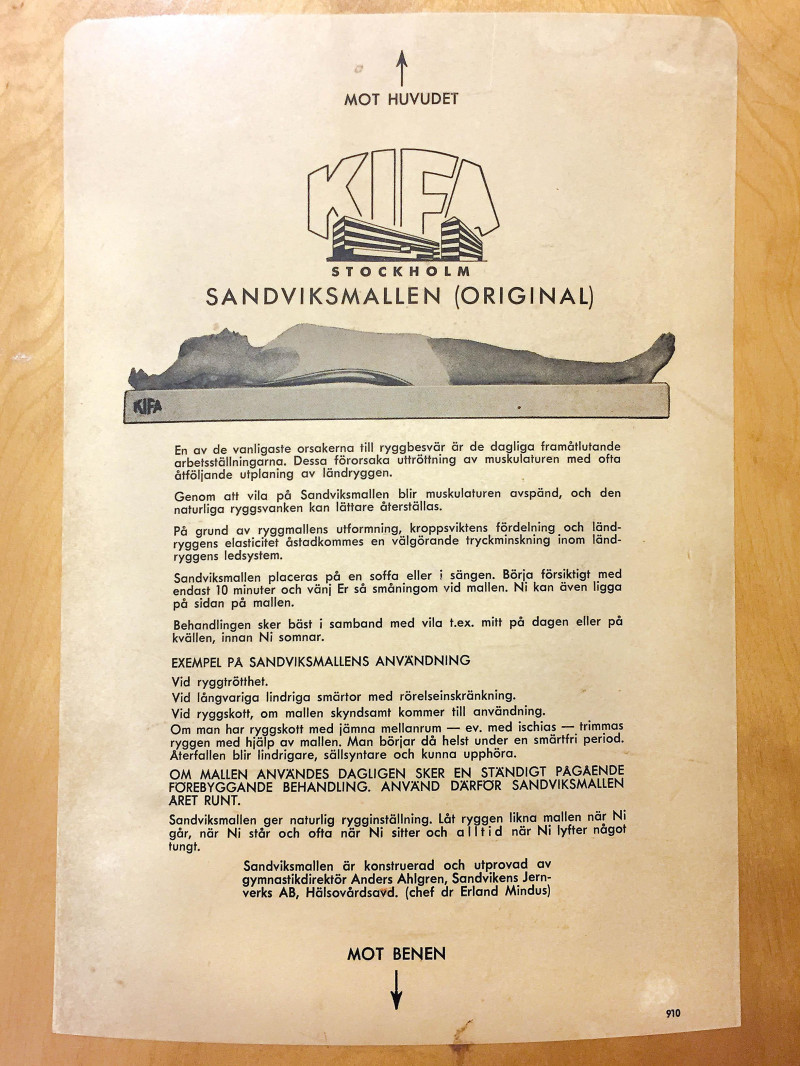 MOT HUVUDET
KIFA
STOCKHOLM
SANDVIKSMALLEN (ORIGINAL)
KIFA
En av de vanligaste orsakerna till ryggbesvär är de dagliga framåtlutande
arbetsställningarna. Dessa förorsaka uttröttning av muskulaturen med ofta
åtföljande utplaning av ländryggen.
Genom att vila på Sandviksmallen blir muskulaturen avspänd, och den
naturliga ryggsvanken kan lättare återställas.
På grund av ryggmallens utformning, kroppsviktens fördelning och länd-
ryggens elasticitet åstadkommes en välgörande tryckminskning inom länd-
ryggens ledsystem.
Sandviksmallen placeras på en soffa eller i sängen. Börja försiktigt med
endast 10 minuter och vänj Er så småningom vid mallen. Ni kan även ligga
på sidan på mallen.
Behandlingen sker bäst i samband med vila t.ex. mitt på dagen eller på
kvällen, innan Ni somnar.
EXEMPEL PÅ SANDVIKSMALLENS ANVÄNDNING
Vid ryggtrötthet.
Vid långvariga lindriga smärtor med rörelseinskränkning.
Vid ryggskott, om mallen skyndsamt kommer till användning.
Om man har ryggskott med jämna mellanrum — ev. med ischias — trimmas
ryggen med hjälp av mallen. Man börjar då helst under en smärtfri period.
Återfallen blir lindrigare, sällsyntare och kunna upphöra.
OM MALLEN ANVÄNDES DAGLIGEN SKER EN STÄNDIGT PÅGÅENDE
FÖREBYGGANDE BEHANDLING. ANVÄND DÄRFÖR SANDVIKSMALLEN
ÅRET RUNT.
Sandviksmallen ger naturlig rygginställning. Låt ryggen likna mallen när Ni
går, när Ni står och ofta när Ni sitter och alltid när Ni lyfter något
tungt.
Sandviksmallen är konstruerad och utprovad av
gymnastikdirektör Anders Ahlgren, Sandvikens Jern-
verks AB, Hälsovårdsavd. (chef dr Erland Mindus)
MOT BENEN
910